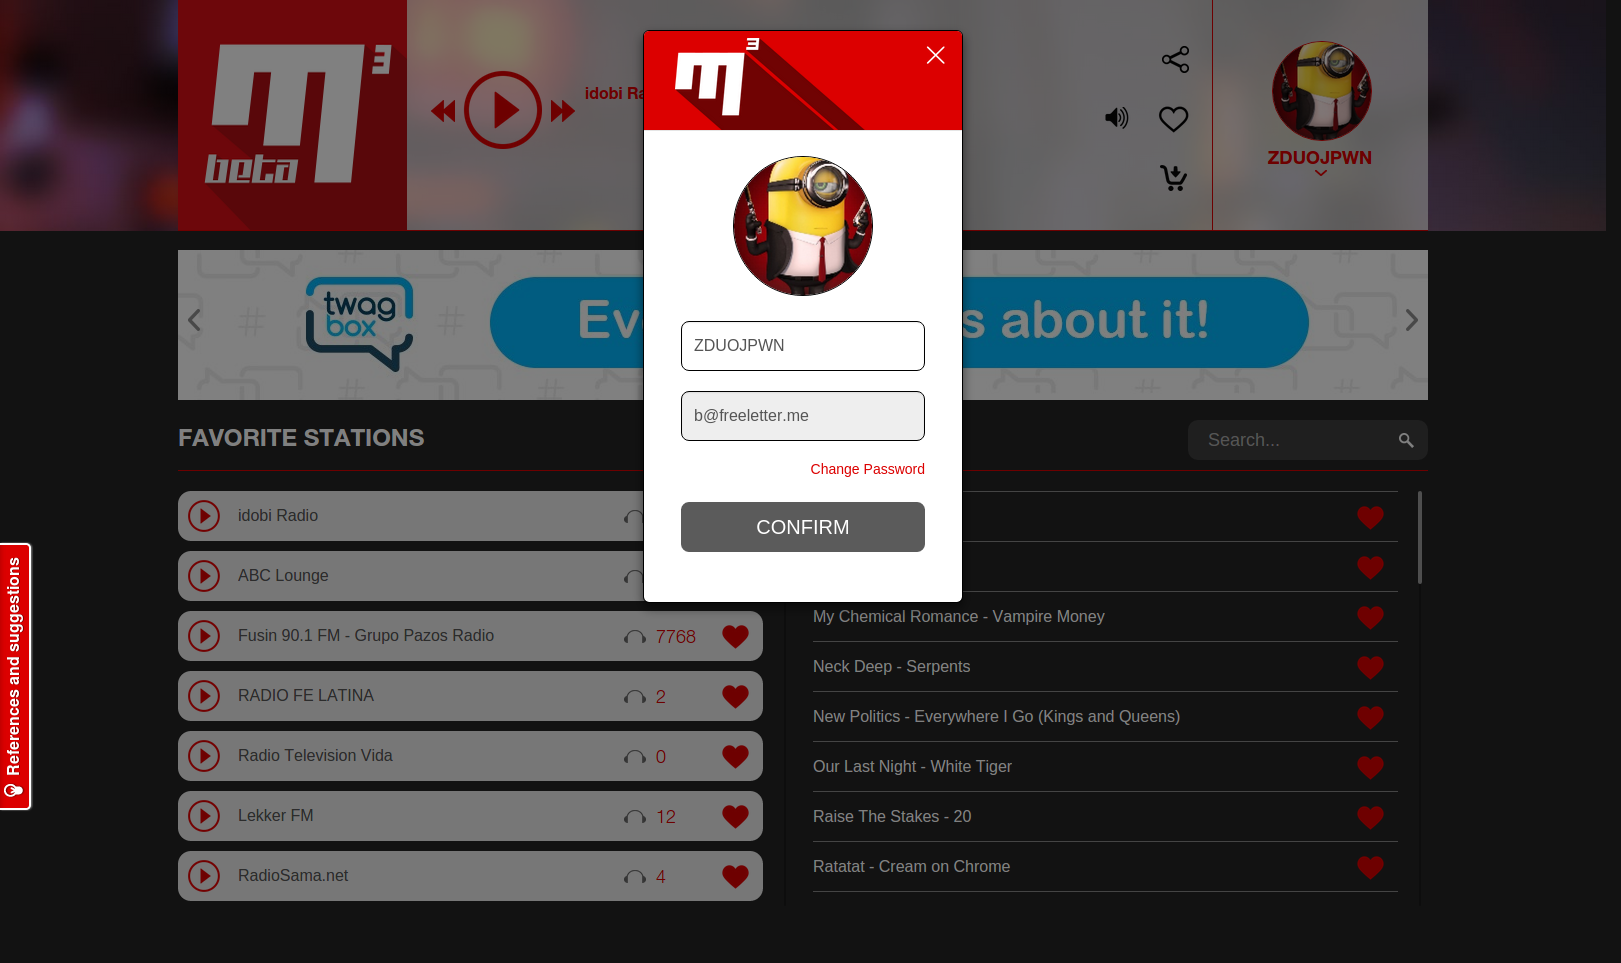 m3
beta
idobi Ra
ZDUOJPWN
m3
ZDUOJPWN
b@freeletter.me
Change Password
CONFIRM
twag
box
Ev
s about it!
FAVORITE STATIONS
Search...
idobi Radio
ABC Lounge
Fusin 90.1 FM - Grupo Pazos Radio
7768
RADIO FE LATINA
2
Radio Television Vida
0
Lekker FM
12
RadioSama.net
4
My Chemical Romance - Vampire Money
Neck Deep - Serpents
New Politics - Everywhere I Go (Kings and Queens)
Our Last Night - White Tiger
Raise The Stakes - 20
Ratatat - Cream on Chrome
References and suggestions